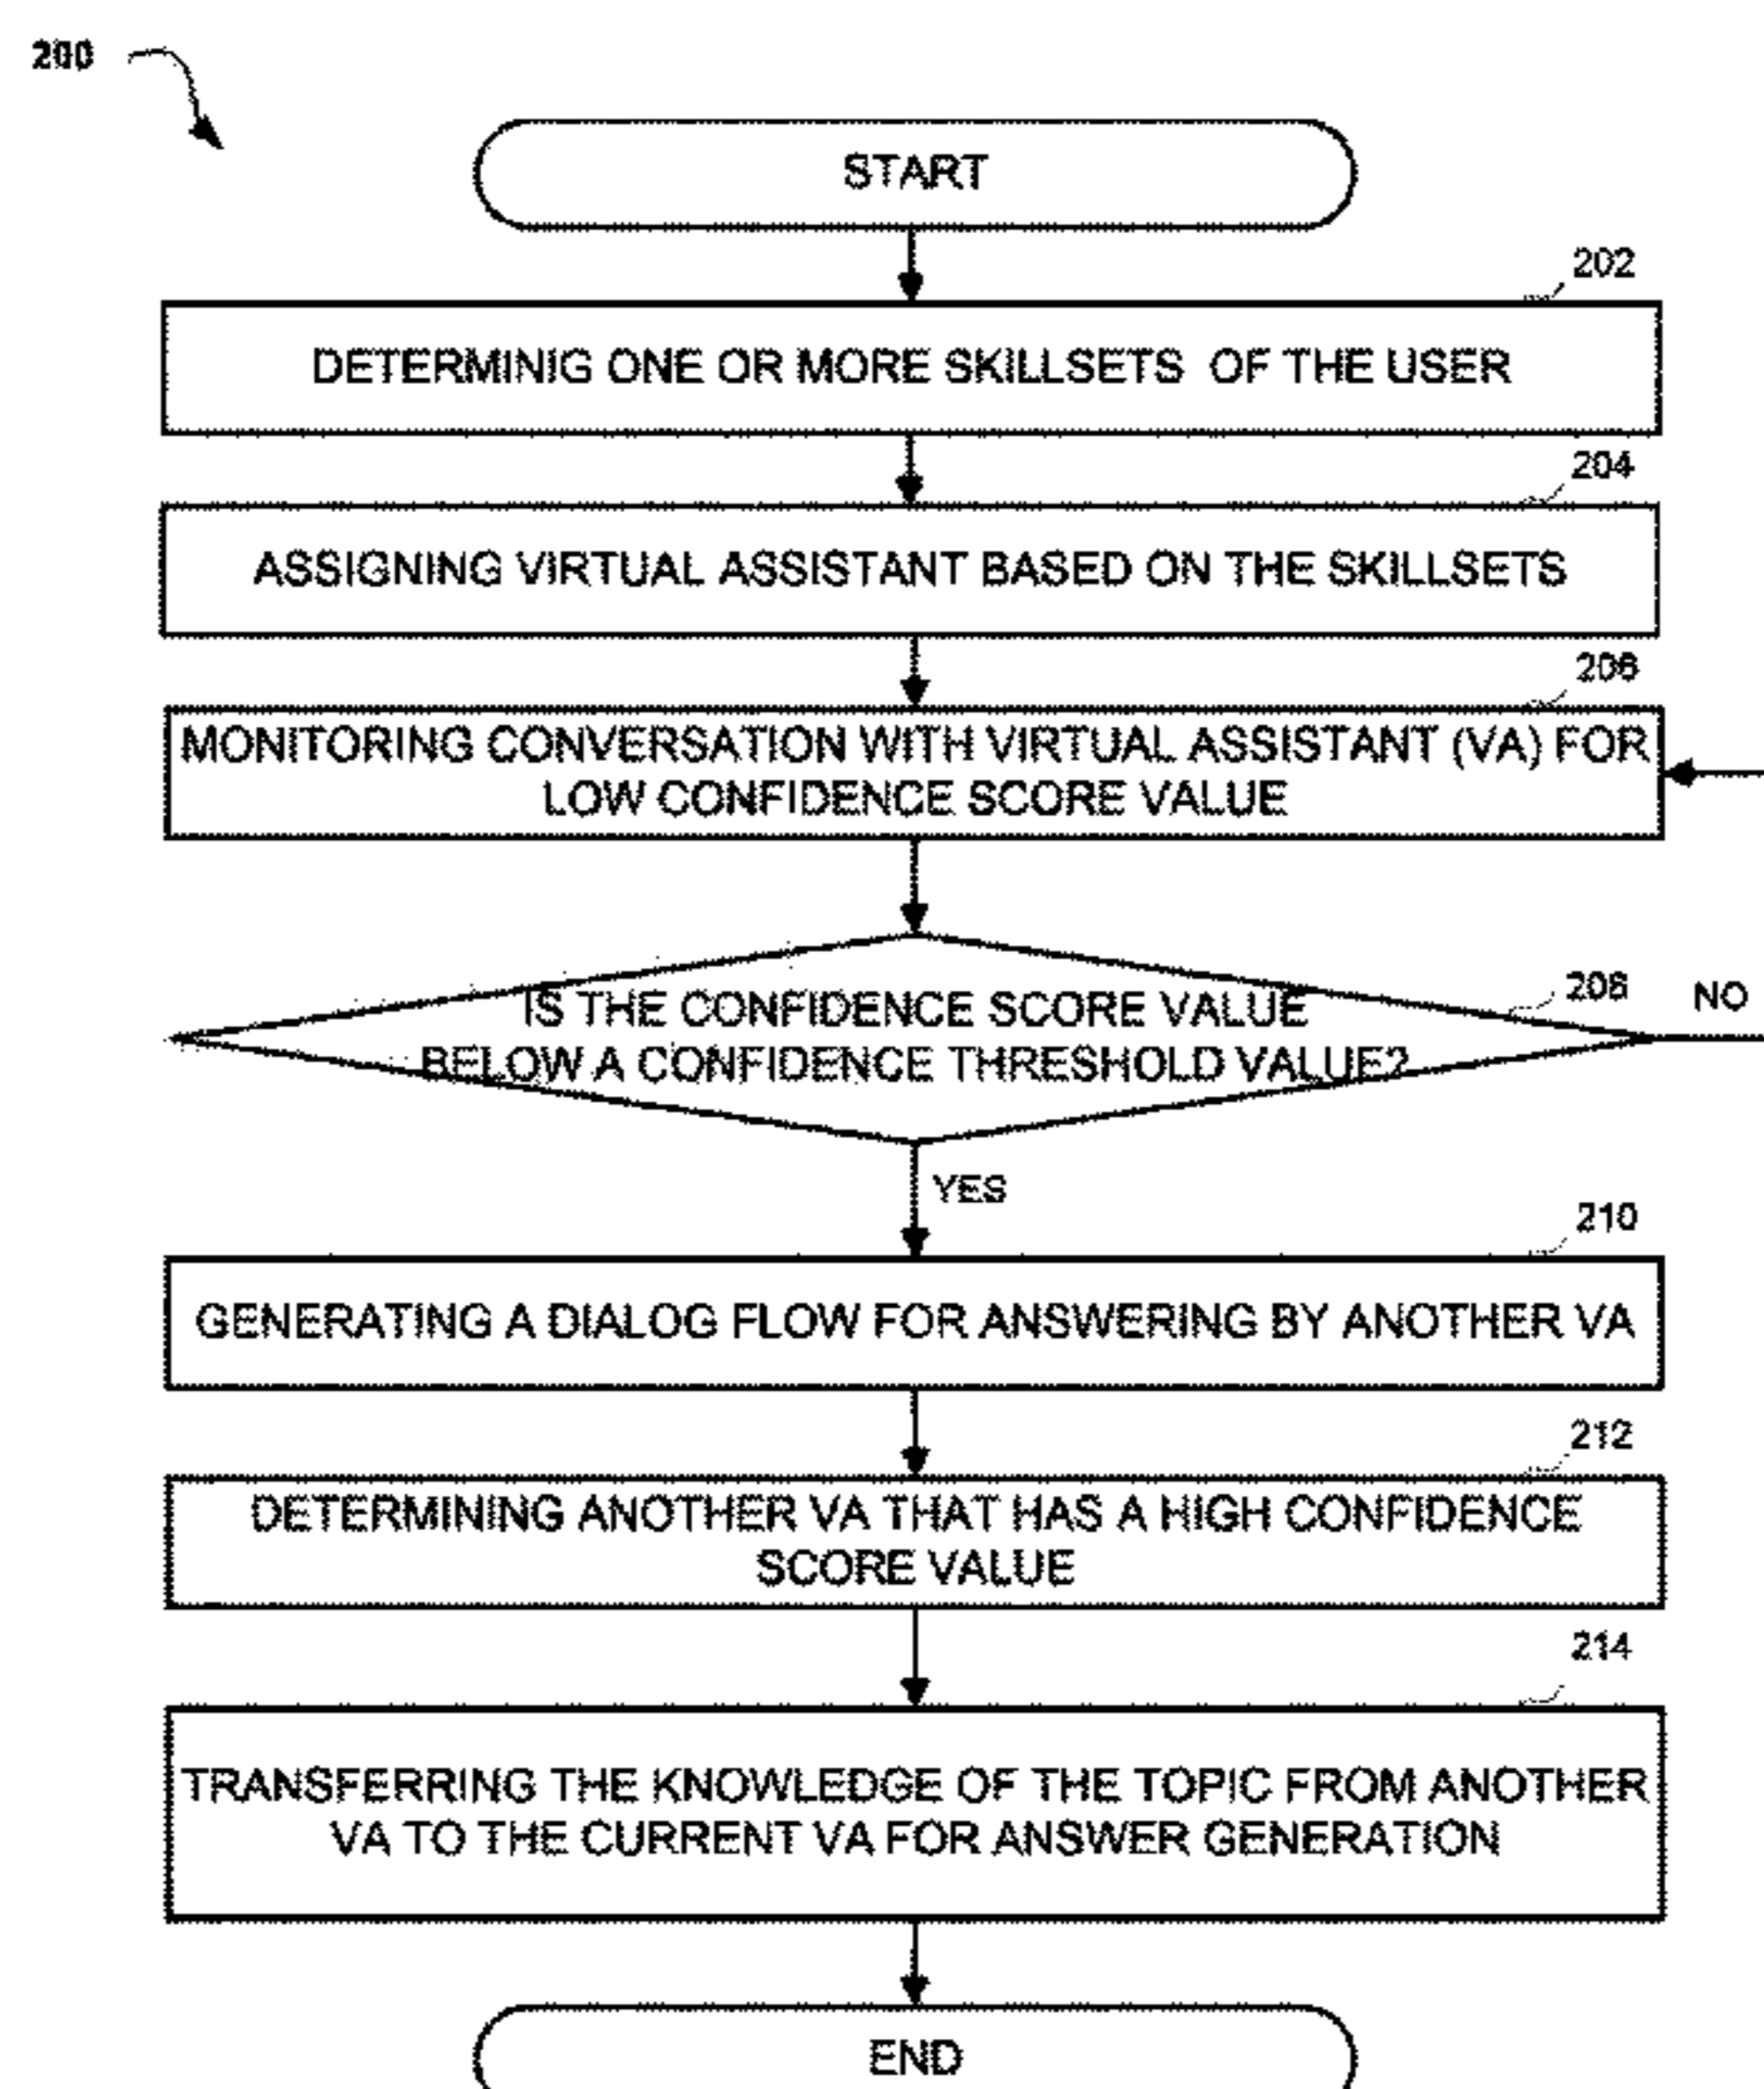 200
START
202
DETERMINIG ONE OR MORE SKILLSETS OF THE USER
204
ASSIGNING VIRTUAL ASSISTANT BASED ON THE SKILLSETS
206
MONITORING CONVERSATION WITH VIRTUAL ASSISTANT (VA) FOR
LOW CONFIDENCE SCORE VALUE
IS THE CONFIDENCE SCORE VALUE
BELOW A CONFIDENCE THRESHOLD VALUE?
208
NO
YES
210
GENERATING A DIALOG FLOW FOR ANSWERING BY ANOTHER VA
212
DETERMINING ANOTHER VA THAT HAS A HIGH CONFIDENCE
SCORE VALUE
214
TRANSFERRING THE KNOWLEDGE OF THE TOPIC FROM ANOTHER
VA TO THE CURRENT VA FOR ANSWER GENERATION
END